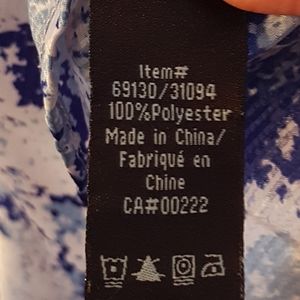 Item#
69130/31094
100%Polyester
Made in China/
Fabriqué en
Chine
CA#00222